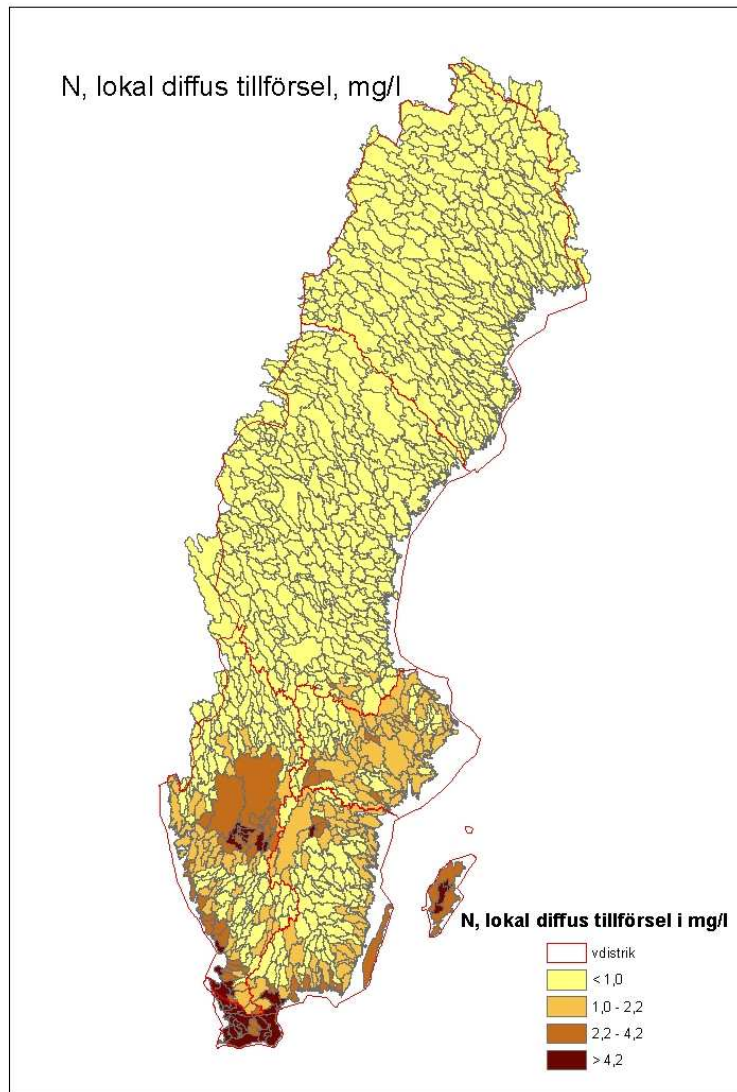 N, lokal diffus tillförsel, mg/l
N, lokal diffus tillförsel i mg/l
vdistrik
< 1,0
1,0 - 2,2
2,2 - 4,2
> 4,2